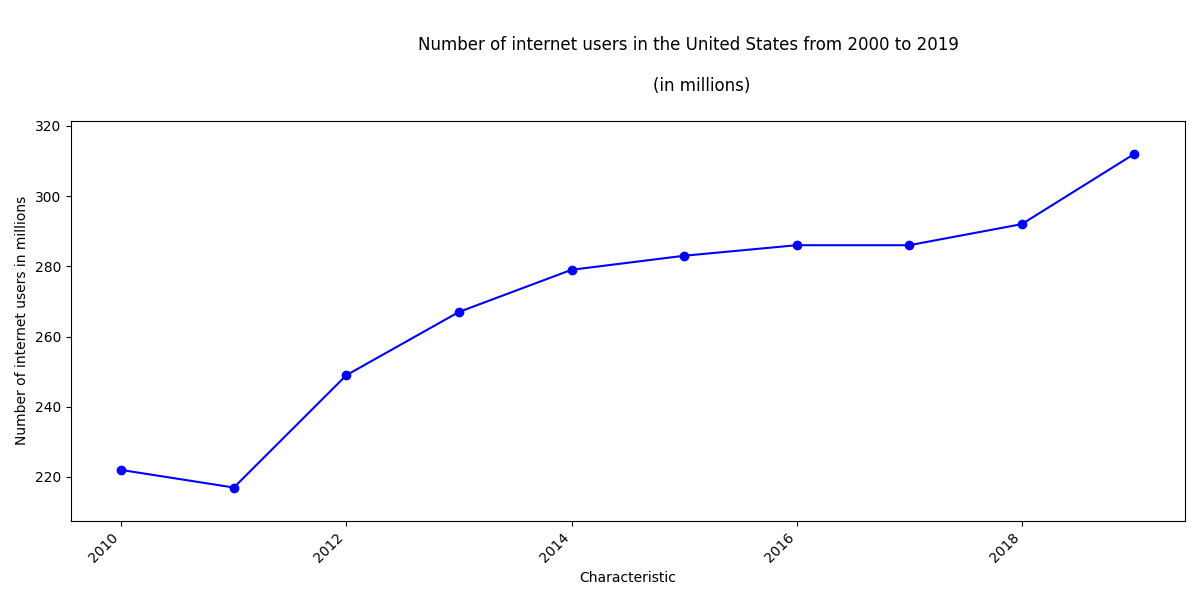 Number of internet users in the United States from 2000 to 2019
(in millions)
320
300
280
260
240
220
Number of internet users in millions
2010
2012
2014
2016
2018
Characteristic